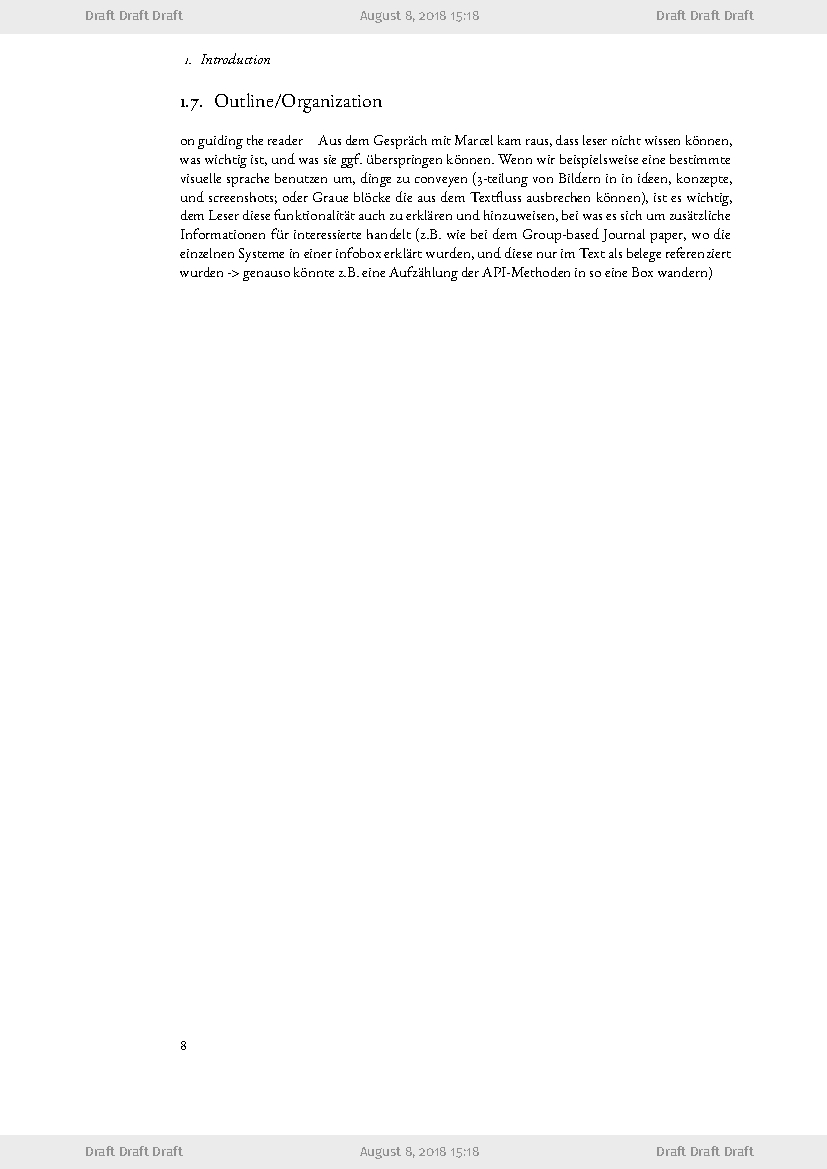 Draft Draft Draft August 8, 2018 15:18 Draft Draft Draft
1. Introduction
1.7. Outline/Organization
on guiding the reader Aus dem Gespräch mit Marcel kam raus, dass leser nicht wissen können,
was wichtig ist, und was sie ggf. überspringen können. Wenn wir beispielsweise eine bestimmte
visuelle sprache benutzen um, dinge zu conveyen (3-teilung von Bildern in in ideen, konzepte,
und screenshots; oder Graue blöcke die aus dem Textfluss ausbrechen können), ist es wichtig,
dem Leser diese funktionalität auch zu erklären und hinzuweisen, bei was es sich um zusätzliche
Informationen für interessierte handelt (z.B. wie bei dem Group-based Journal paper, wo die
einzelnen Systeme in einer infobox erklärt wurden, und diese nur im Text als belege referenziert
wurden -> genauso könnte z.B. eine Aufzählung der API-Methoden in so eine Box wandern)
8
Draft Draft Draft August 8, 2018 15:18 Draft Draft Draft